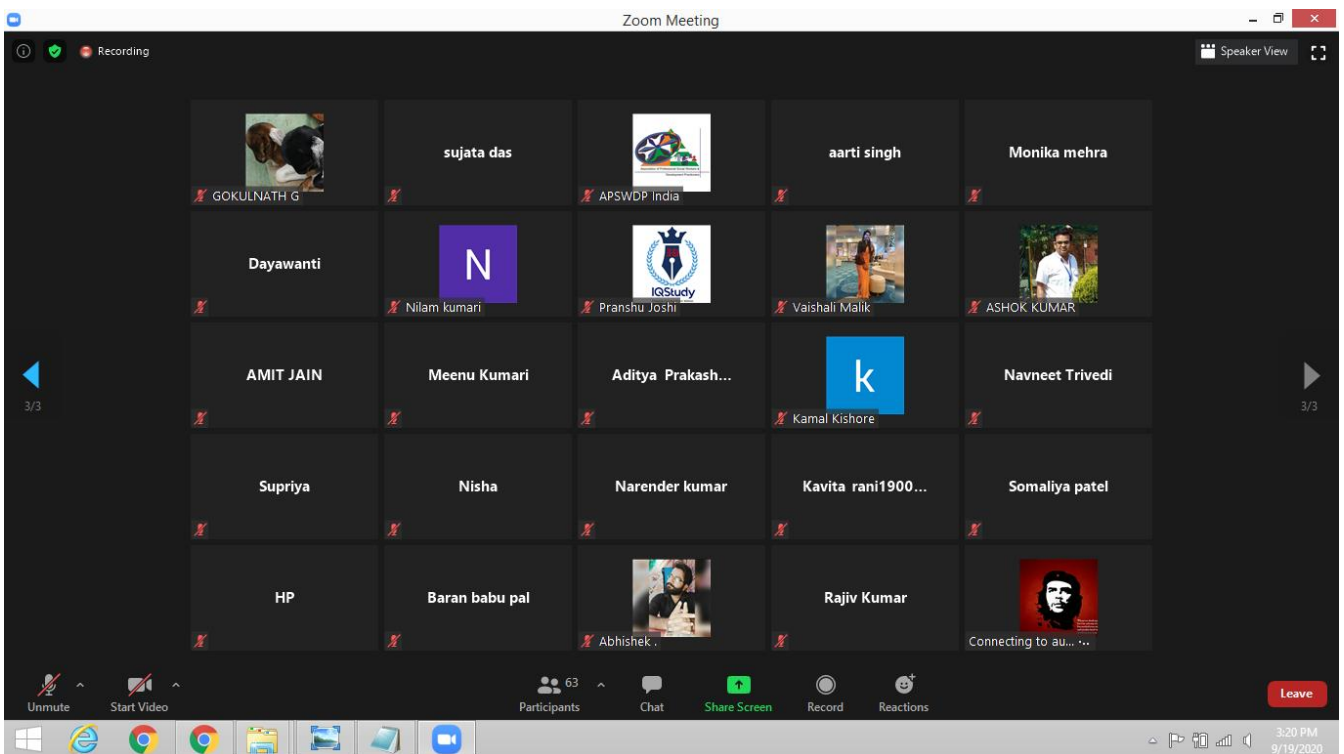 Zoom Meeting
Recording
Speaker View
GOKULNATH G
sujata das
APSWDP India
aarti singh
Monika mehra
Dayawanti
N
Nilam kumari
IQStudy
Pranshu Joshi
Vaishali Malik
ASHOK KUMAR
3/3
AMIT JAIN
Meenu Kumari
Aditya Prakash...
k
Kamal Kishore
Navneet Trivedi
3/3
Supriya
Nisha
Narender kumar
Kavita rani1900...
Somaliya patel
HP
Baran babu pal
Abhishek .
Rajiv Kumar
Connecting to au... ...
Unmute
Start Video
63
Participants
Chat
Share Screen
Record
Reactions
Leave
3:20 PM
9/19/2020